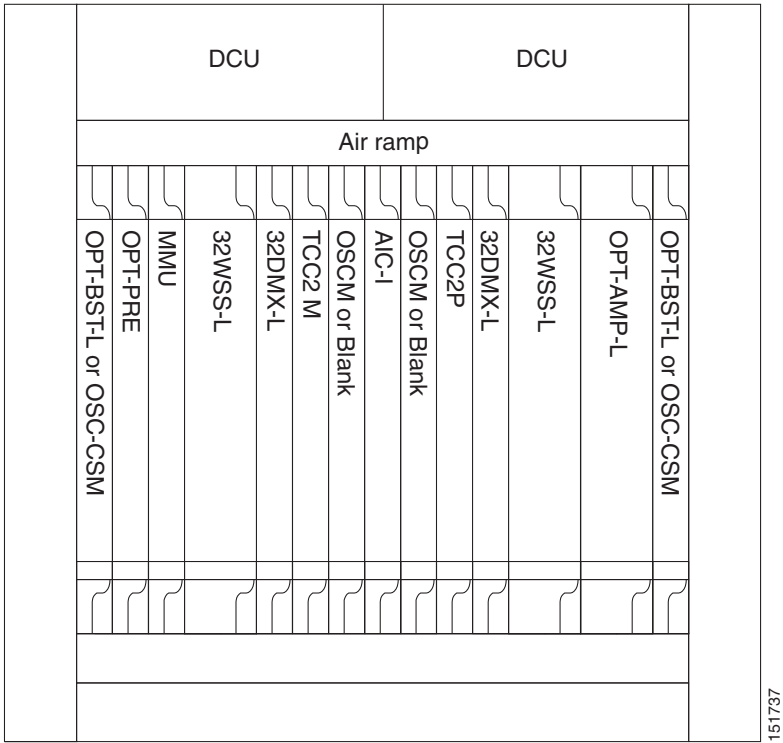 DCU
DCU
Air ramp
OPT-BST-L or OSC-CSM
OPT-PRE
MMU
32WSS-L
32DMX-L
TCC2 M
OSCM or Blank
AIC-I
OSCM or Blank
TCC2P
32DMX-L
32WSS-L
OPT-AMP-L
OPT-BST-L or OSC-CSM
151737